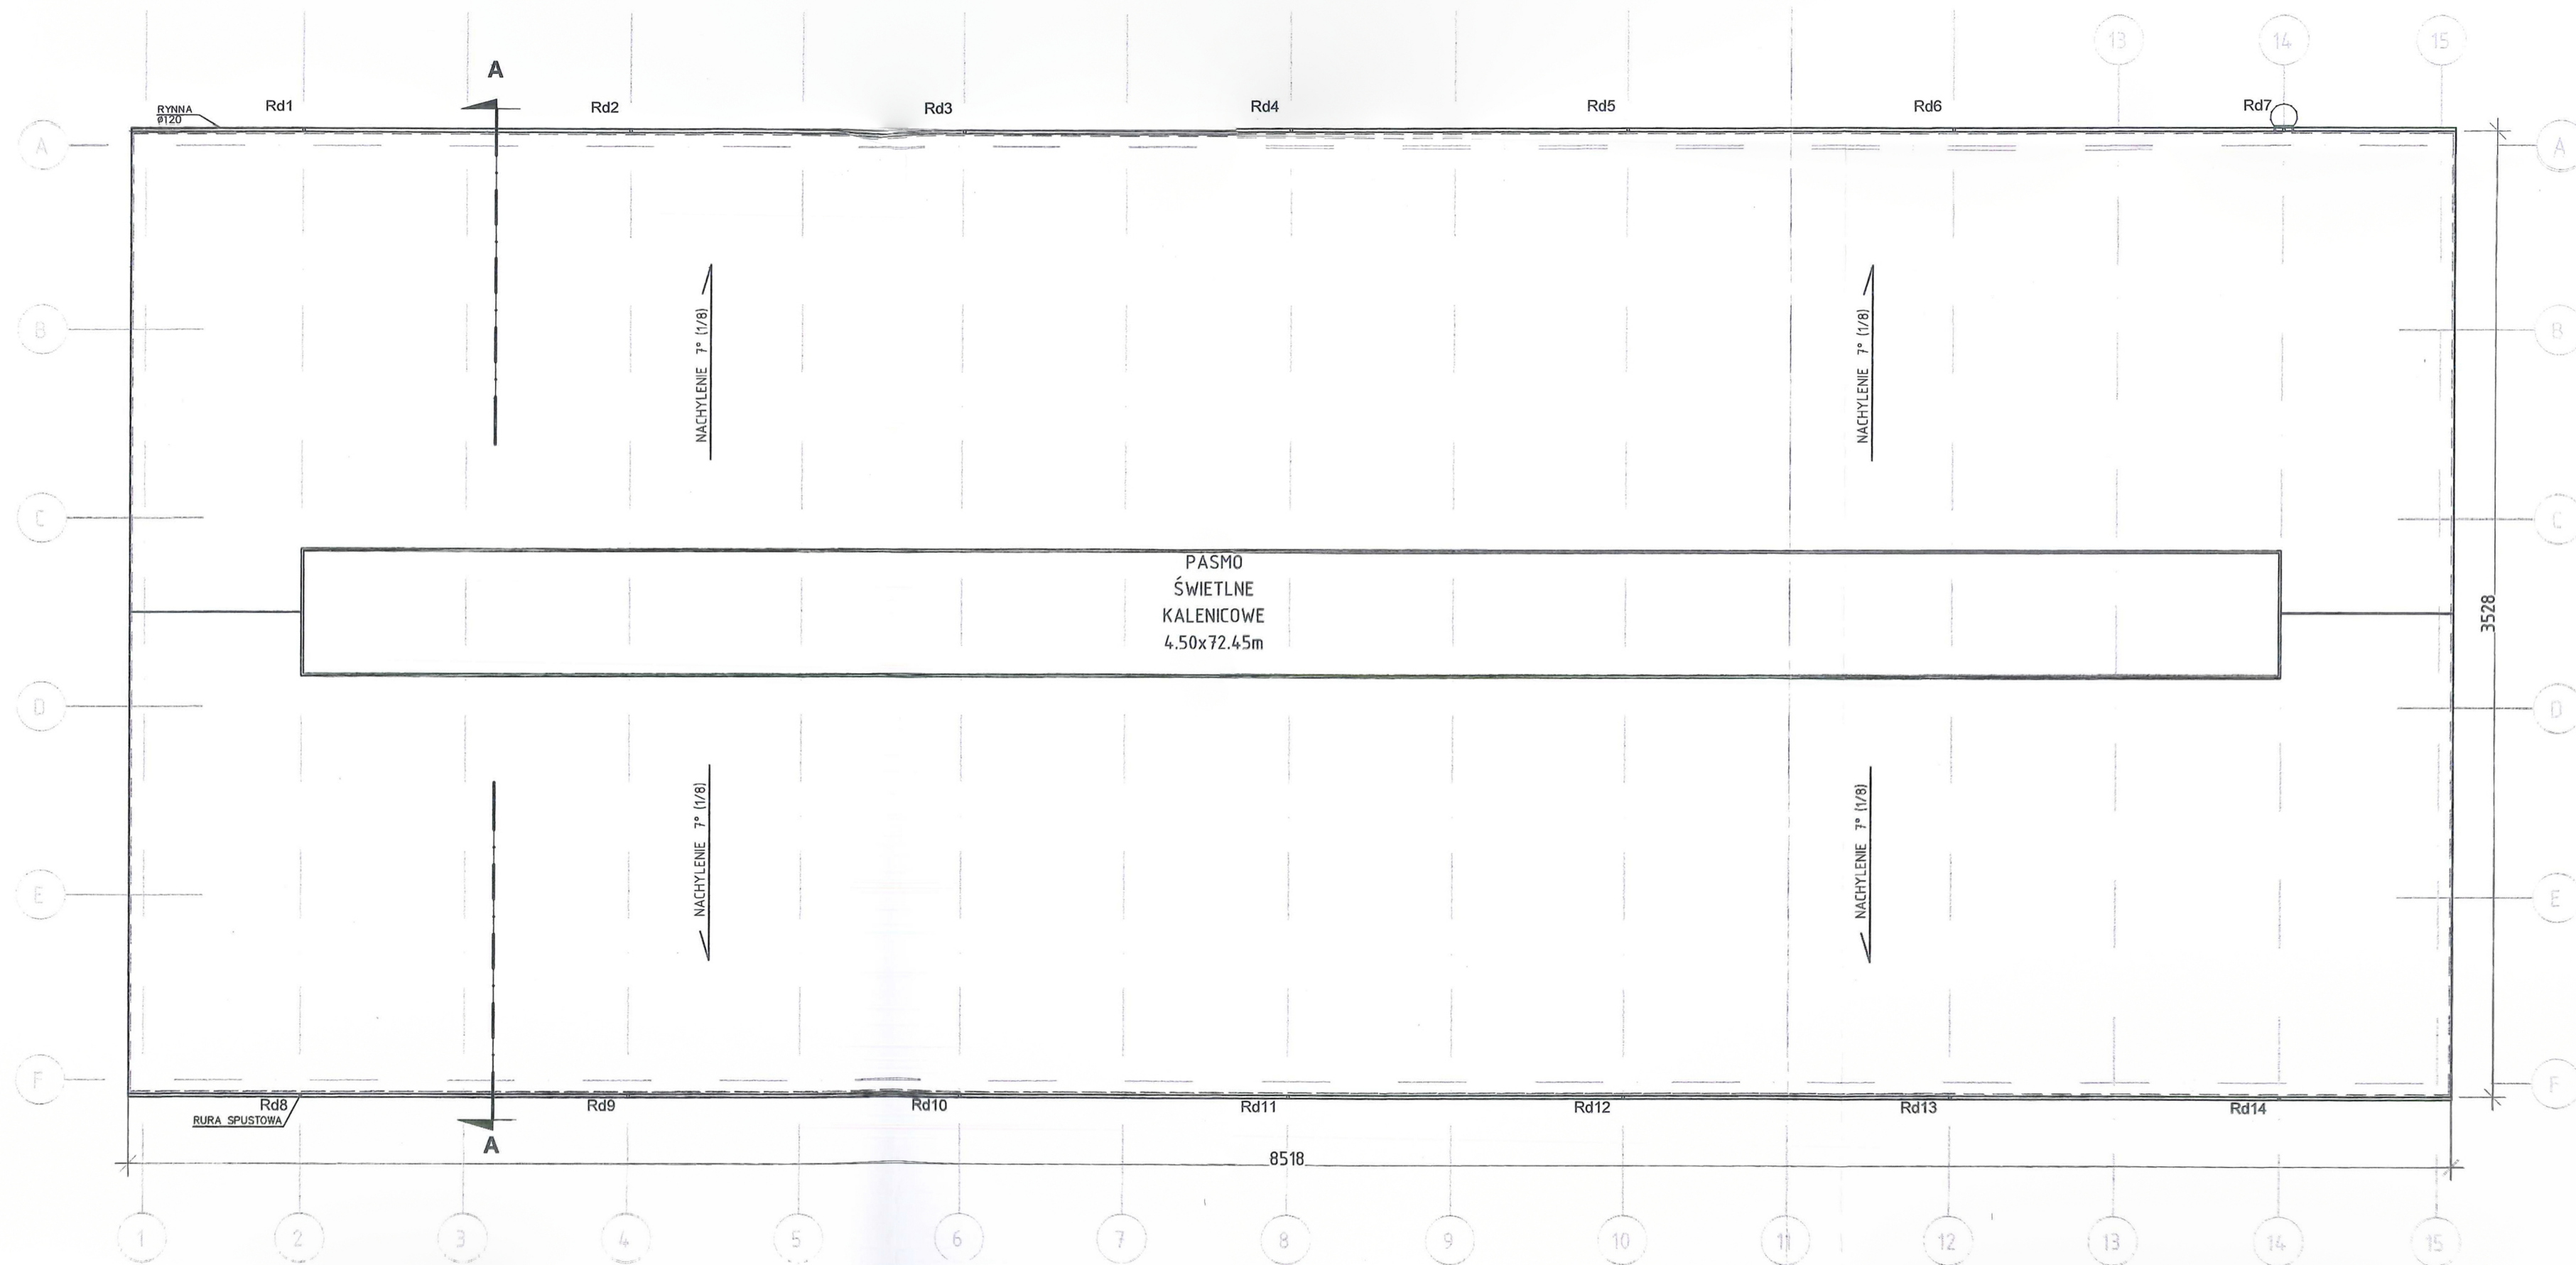 13 14 15
A
RYNNA
Ø120
Rd1 Rd2 Rd3 Rd4 Rd5 Rd6 Rd7
A A
B B
NACHYLENIE 7° (1/8) NACHYLENIE 7° (1/8)
C C
PASMO
ŚWIETLNE
KALENICOWE
4.50x72.45m
3528
D D
NACHYLENIE 7° (1/8) NACHYLENIE 7° (1/8)
E E
F F
Rd8 Rd9 Rd10 Rd11 Rd12 Rd13 Rd14
RURA SPUSTOWA
A
8518
1 2 3 4 5 6 7 8 9 10 11 12 13 14 15